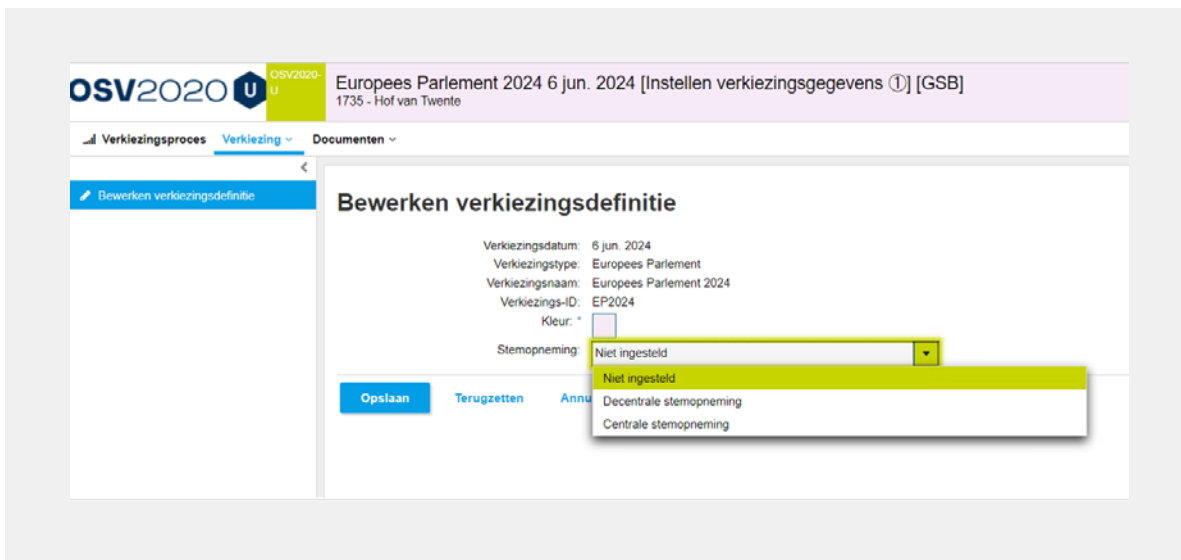 OSV2020 U
OSV2020-
U
Europees Parlement 2024 6 jun. 2024 [Instellen verkiezingsgegevens ①] [GSB]
1735 - Hof van Twente
Verkiezingsproces Verkiezing Documenten
Bewerken verkiezingsdefinitie
Bewerken verkiezingsdefinitie
Verkiezingsdatum: 6 jun. 2024
Verkiezingstype: Europees Parlement
Verkiezingsnaam: Europees Parlement 2024
Verkiezings-ID: EP2024
Kleur: *
Stemopneming: Niet ingesteld
Niet ingesteld
Opslaan Terugzetten Annu
Decentrale stemopneming
Centrale stemopneming